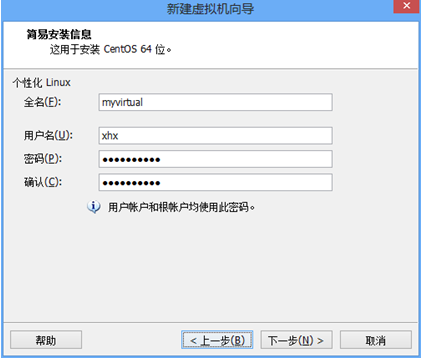 新建虚拟机向导
简易安装信息
这用于安装 CentOS 64 位。
个性化 Linux
全名(F): myvirtual
用户名(U): xhx
密码(P): ●●●●●●●●●●
确认(C): ●●●●●●●●●●
用户帐户和根帐户均使用此密码。
帮助 < 上一步(B) 下一步(N) > 取消